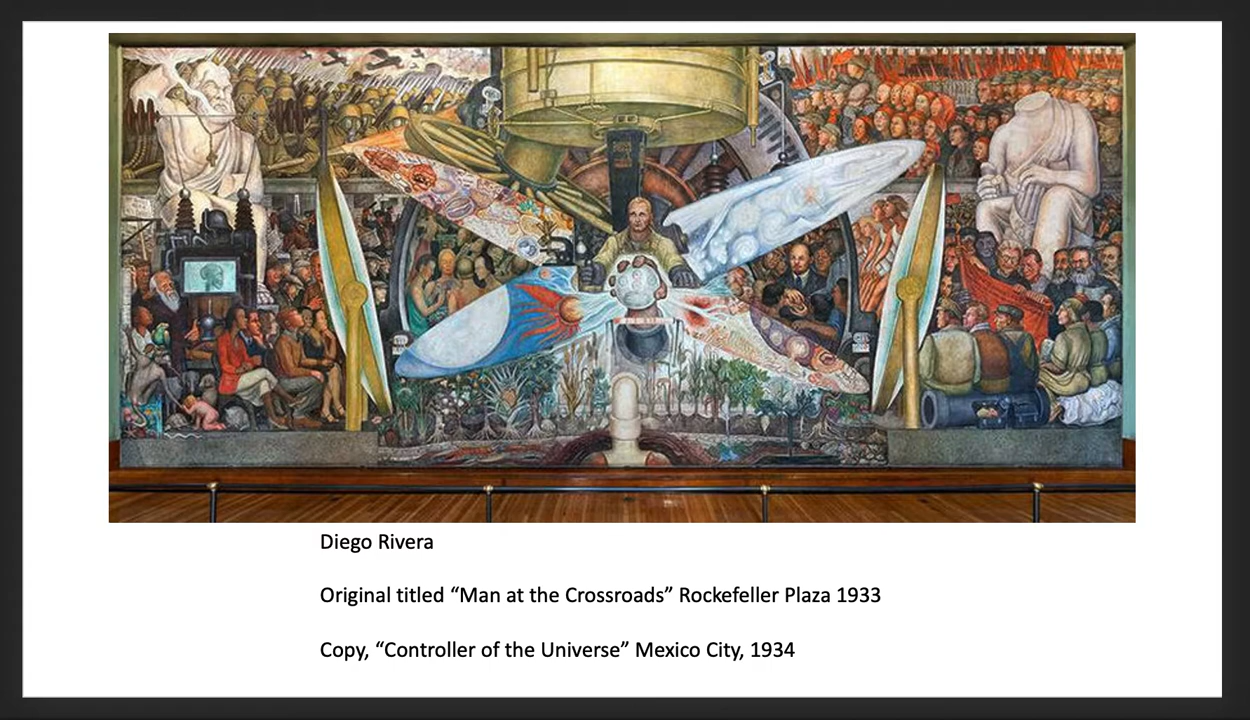 Diego Rivera
Original titled “Man at the Crossroads” Rockefeller Plaza 1933
Copy, “Controller of the Universe” Mexico City, 1934